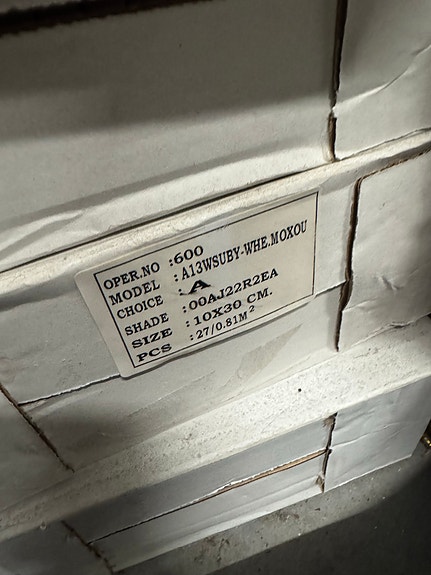 OPER.NO :600
MODEL :A13WSUBY-WHE.MOXOU
CHOICE :A
SHADE :00AJ22R2EA
SIZE :10X30 CM.
PCS :27/0.81M²